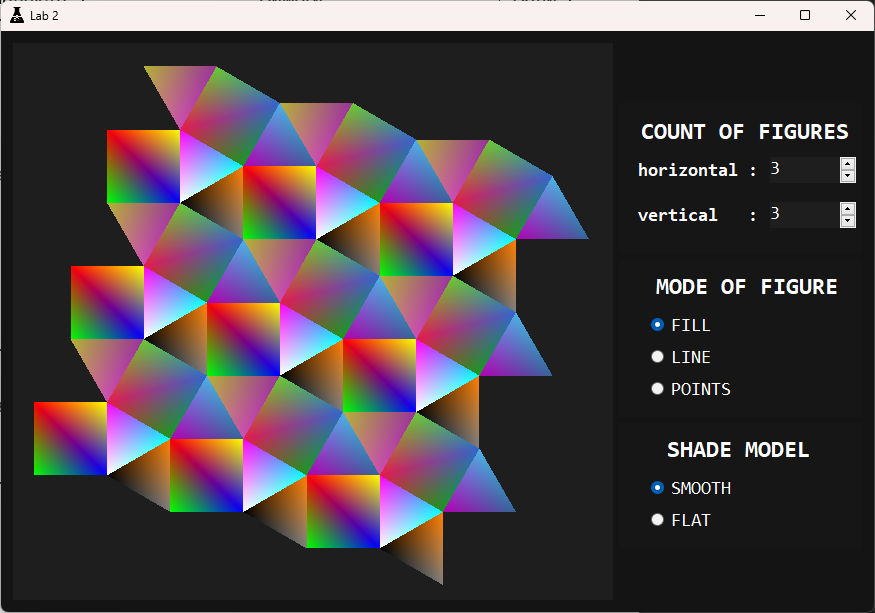 Lab 2
COUNT OF FIGURES
horizontal : 3
vertical : 3
MODE OF FIGURE
FILL
LINE
POINTS
SHADE MODEL
SMOOTH
FLAT